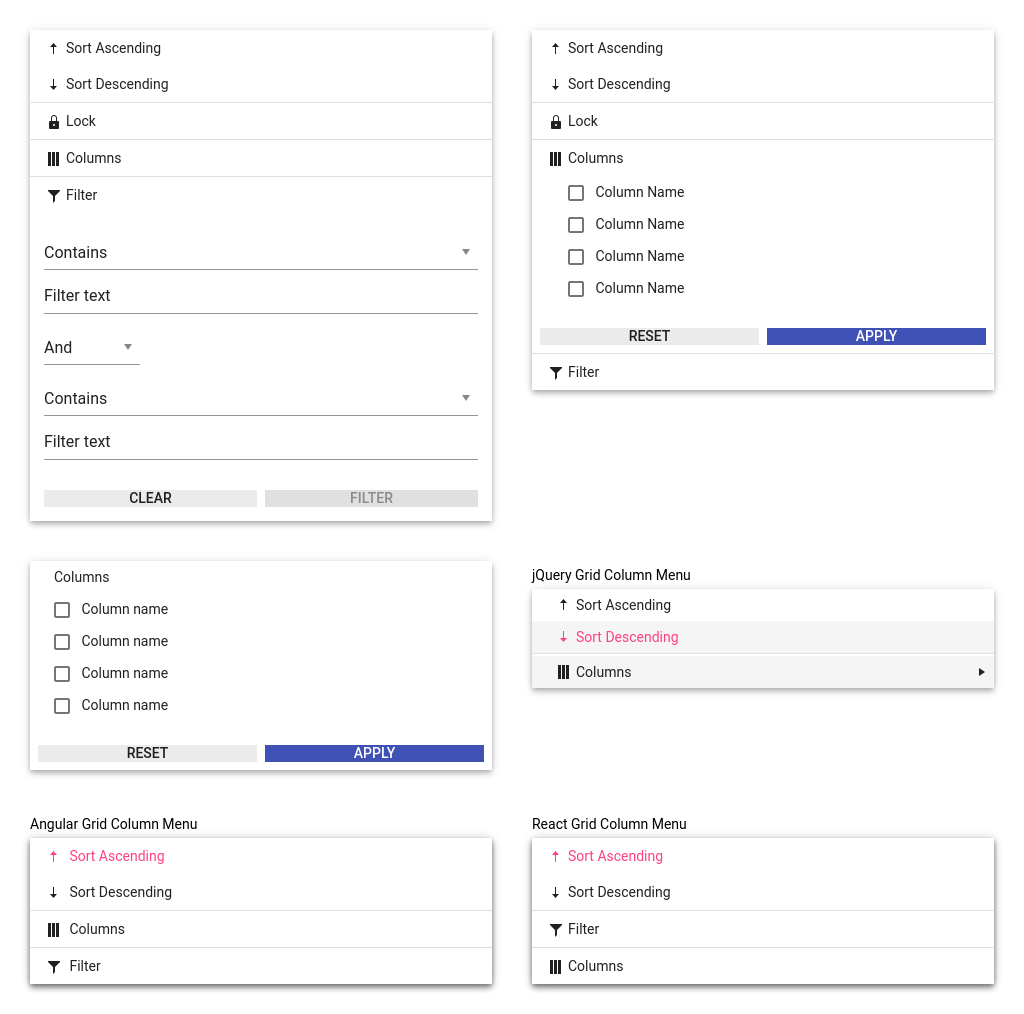 Sort Ascending
Sort Descending
Lock
Columns
Filter
Contains
Filter text
And
Contains
Filter text
CLEAR
FILTER
Sort Ascending
Sort Descending
Lock
Columns
Column Name
Column Name
Column Name
Column Name
RESET
APPLY
Filter
Columns
Column name
Column name
Column name
Column name
RESET
APPLY
jQuery Grid Column Menu
Sort Ascending
Sort Descending
Columns
Angular Grid Column Menu
Sort Ascending
Sort Descending
Columns
Filter
React Grid Column Menu
Sort Ascending
Sort Descending
Filter
Columns